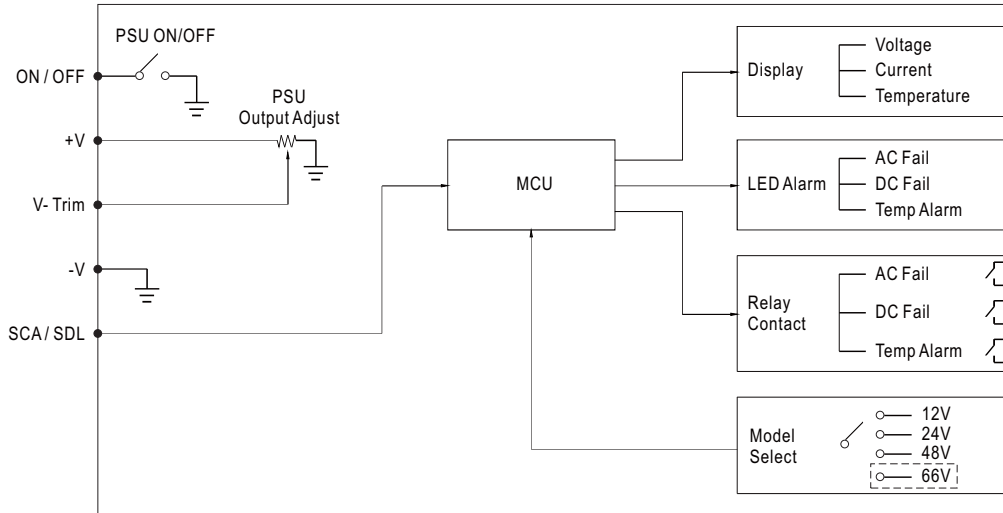 PSU ON/OFF
ON / OFF
PSU
Output Adjust
+V
V- Trim
-V
SCA / SDL
MCU
Display
Voltage
Current
Temperature
LED Alarm
AC Fail
DC Fail
Temp Alarm
Relay
Contact
AC Fail
DC Fail
Temp Alarm
Model
Select
12V
24V
48V
66V